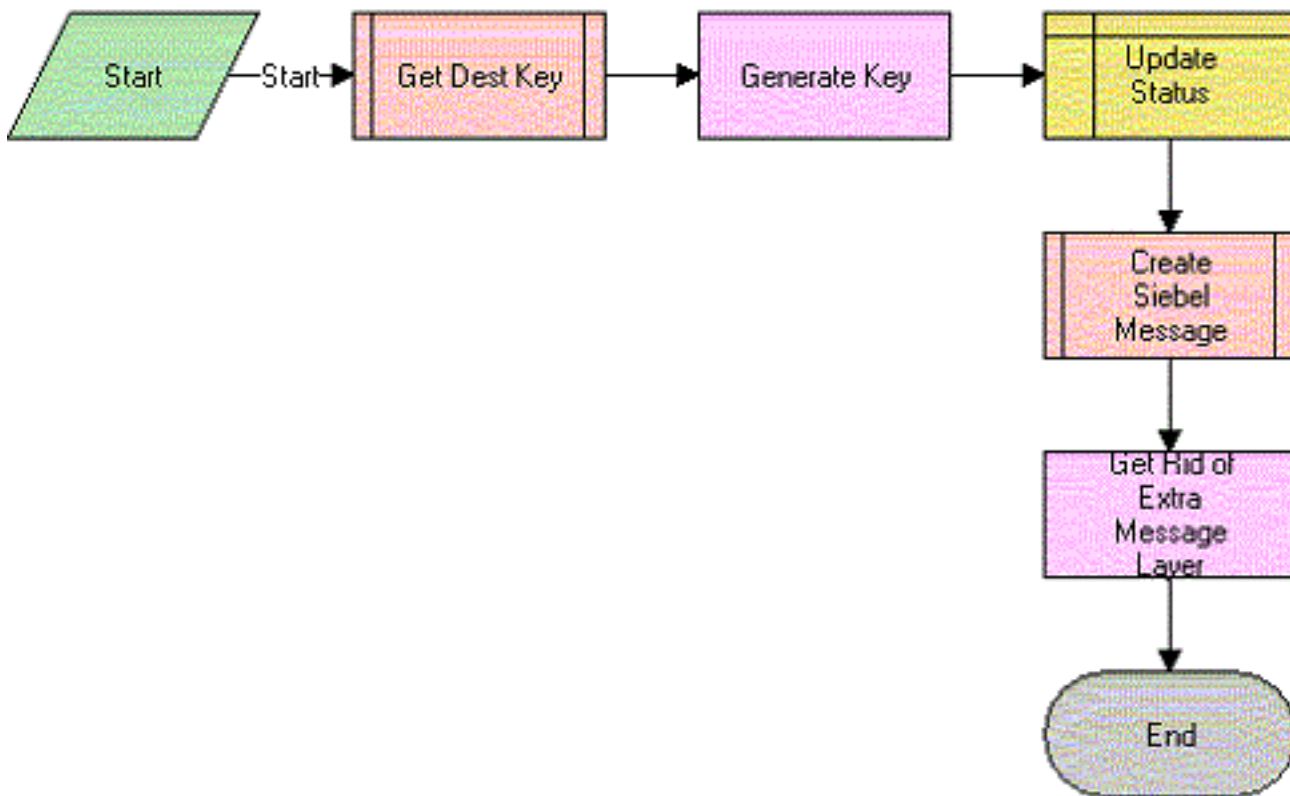 Start
Start
Get Dest Key
Generate Key
Update
Status
Create
Siebel
Message
Get Rid of
Extra
Message
Layer
End